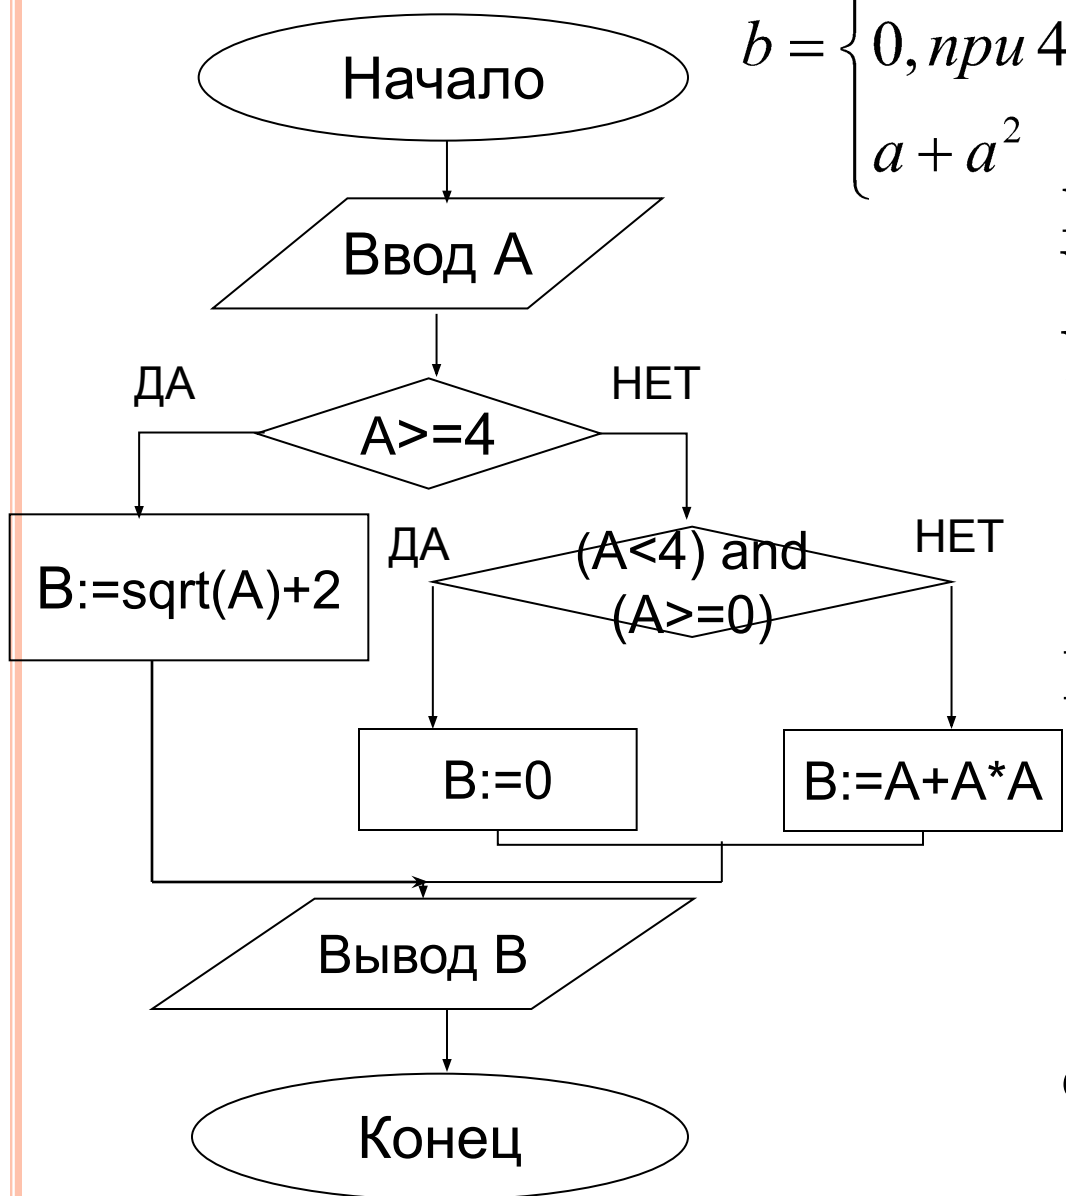 Начало
b = { 0, при 4
a + a²
Ввод А
ДА
НЕТ
A>=4
ДА
НЕТ
(A<4) and
(A>=0)
B:=sqrt(A)+2
B:=0
B:=A+A*A
Вывод В
Конец